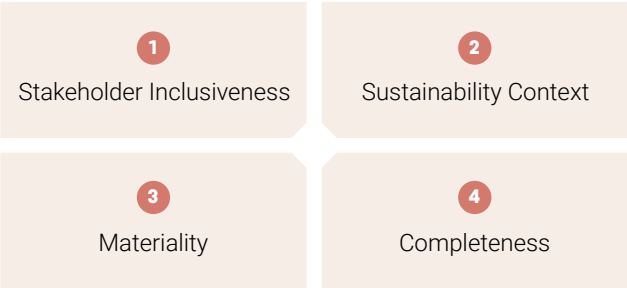 1
Stakeholder Inclusiveness
2
Sustainability Context
3
Materiality
4
Completeness